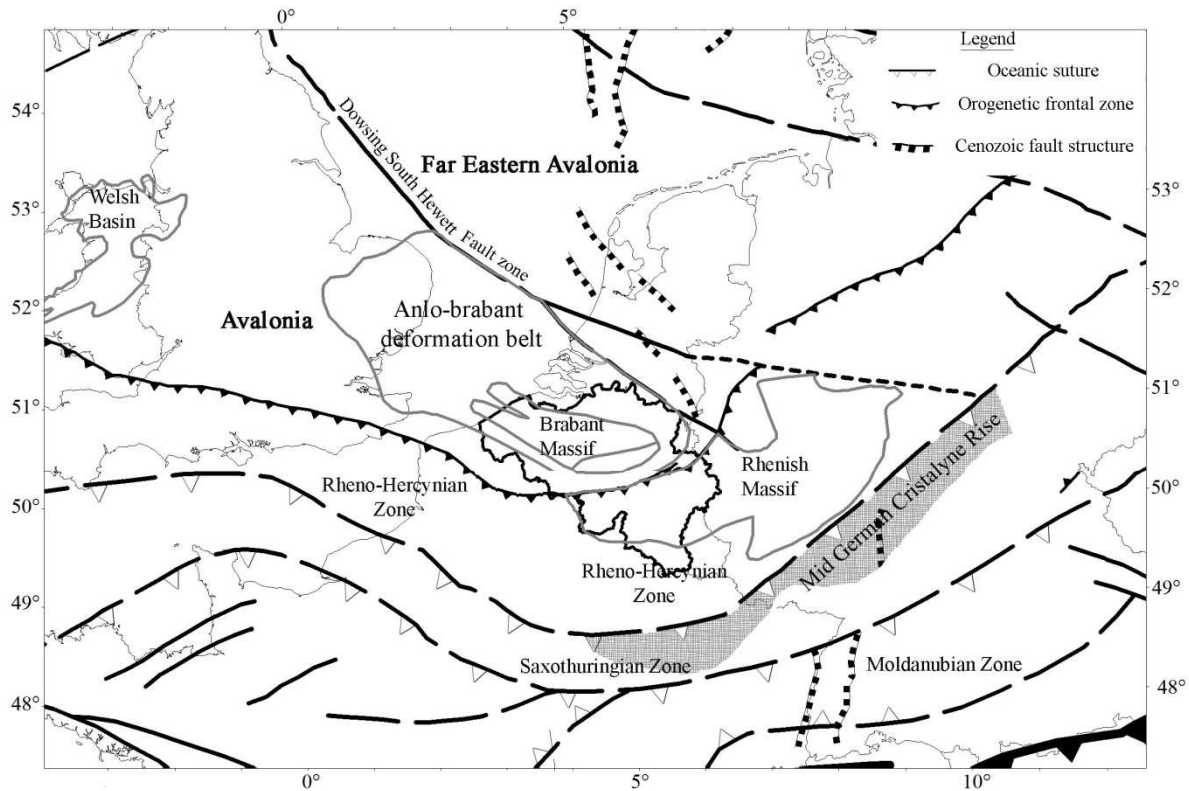 0°
5°
Legend
Oceanic suture
Orogenetic frontal zone
Cenozoic fault structure
54°
53°
52°
51°
50°
49°
48°
Dowsing South Hewett Fault zone
Far Eastern Avalonia
Welsh
Basin
Avalonia
Anlo-brabant
deformation belt
Brabant
Massif
Rhenish
Massif
Rheno-Hercynian
Zone
Rheno-Hercynian
Zone
Mid German Cristalyne Rise
Saxothuringian Zone
Moldanubian Zone
53°
52°
51°
50°
49°
48°
0°
5°
10°